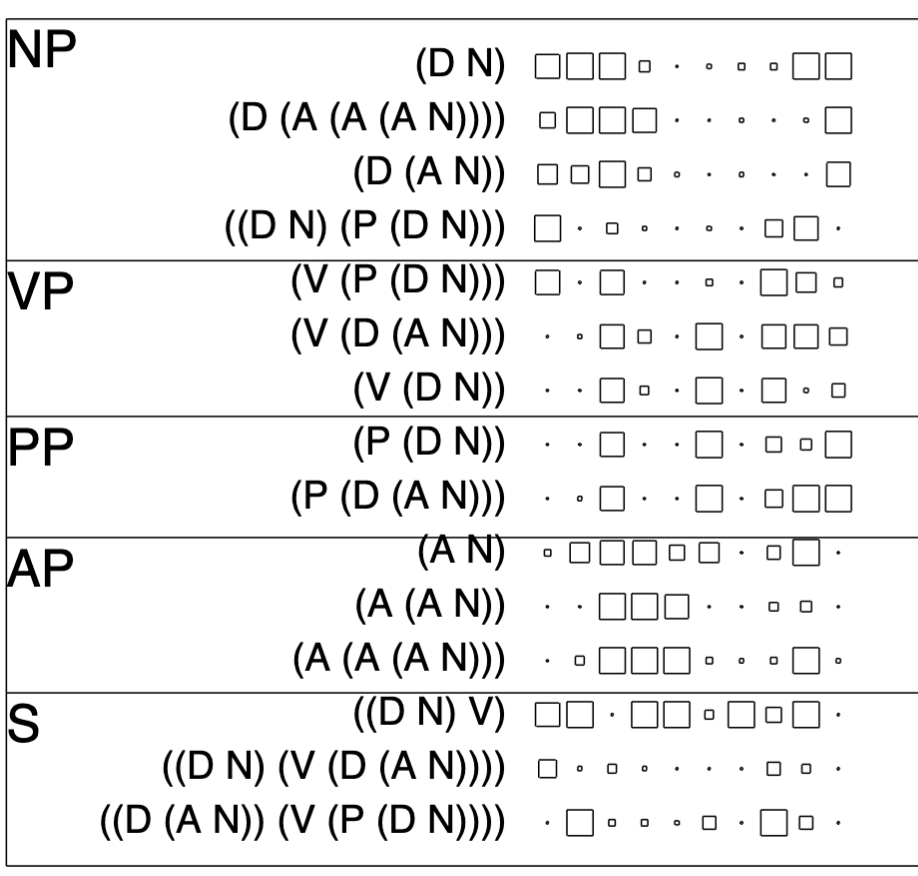 NP
(D N)
(D (A (A (A N))))
(D (A N))
((D N) (P (D N)))
VP
(V (P (D N)))
(V (D (A N)))
(V (D N))
PP
(P (D N))
(P (D (A N)))
AP
(A N)
(A (A N))
(A (A (A N)))
S
((D N) V)
((D N) (V (D (A N))))
((D (A N)) (V (P (D N))))